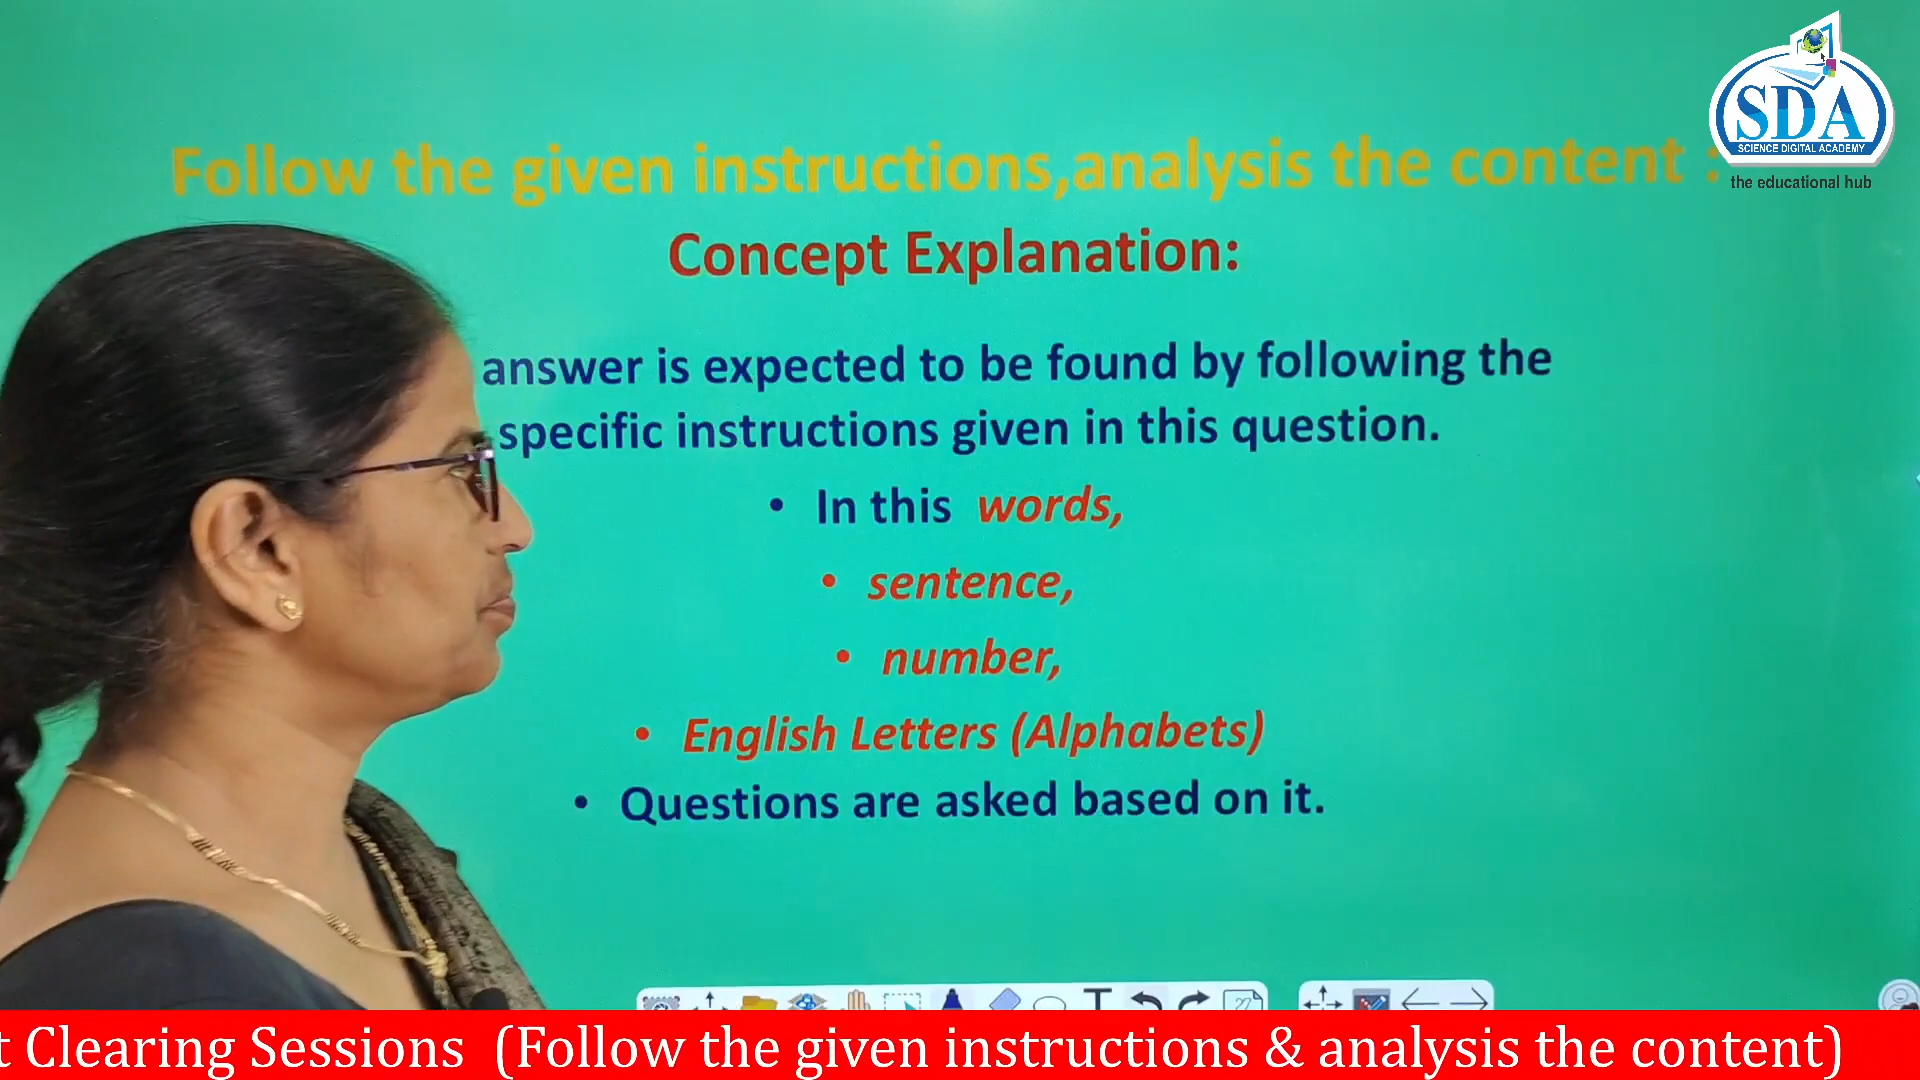 SDA
SCIENCE DIGITAL ACADEMY
the educational hub
Follow the given instructions,analysis the content :
Concept Explanation:
answer is expected to be found by following the
specific instructions given in this question.
• In this words,
• sentence,
• number,
• English Letters (Alphabets)
• Questions are asked based on it.
t Clearing Sessions (Follow the given instructions & analysis the content)